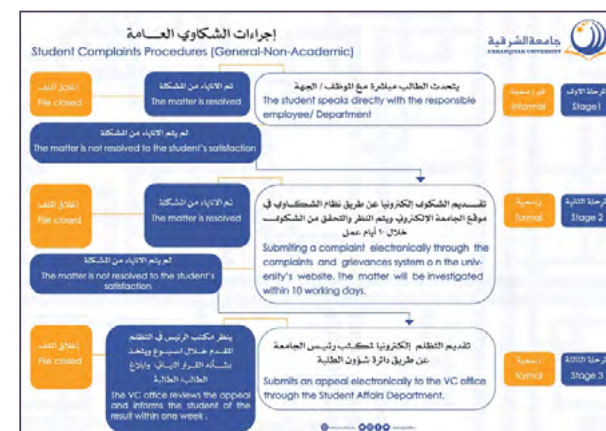 إجراءات الشكاوي العامة
Student Complaints Procedures (General-Non-Academic)
جامعة الشرقية
A'SHARQIYAH UNIVERSITY
المرحلة الاولى
Stage 1
غير رسمية
Informal
يتحدث الطالب مباشرة مع الموظف / الجهة
The student speaks directly with the responsible
employee/ Department
تم الانتهاء من المشكلة
The matter is resolved
إغلاق الملف
File closed
لم يتم الانتهاء من المشكلة
The matter is not resolved to the student's satisfaction
المرحلة الثانية
Stage 2
رسمية
formal
تقديم الشكوى إلكترونيا عن طريق نظام الشكاوي في
موقع الجامعة الإلكتروني ويتم النظر والتحقق من الشكوى
خلال ١٠ أيام عمل
Submiting a complaint electronically through the
complaints and grievances system o n the univ-
ersity's website. The matter will be investigated
within 10 working days.
تم الانتهاء من المشكلة
The matter is resolved
إغلاق الملف
File closed
لم يتم الانتهاء من المشكلة
The matter is not resolved to the student's
satisfaction
المرحلة الثالثة
Stage 3
رسمية
formal
تقديم التظلم إلكترونيا لمكتب رئيس الجامعة
عن طريق دائرة شؤون الطلبة
Submits an appeal electronically to the VC office
through the Student Affairs Department.
ينظر مكتب الرئيس في التظلم
المقدم خلال اسبوع ويتخذ
بشأنه القرار النهائي وابلاغ
الطالب/ الطالبة
The VC office reviews the appeal
and informs the student of the
result within one week .
إغلاق الملف
File closed